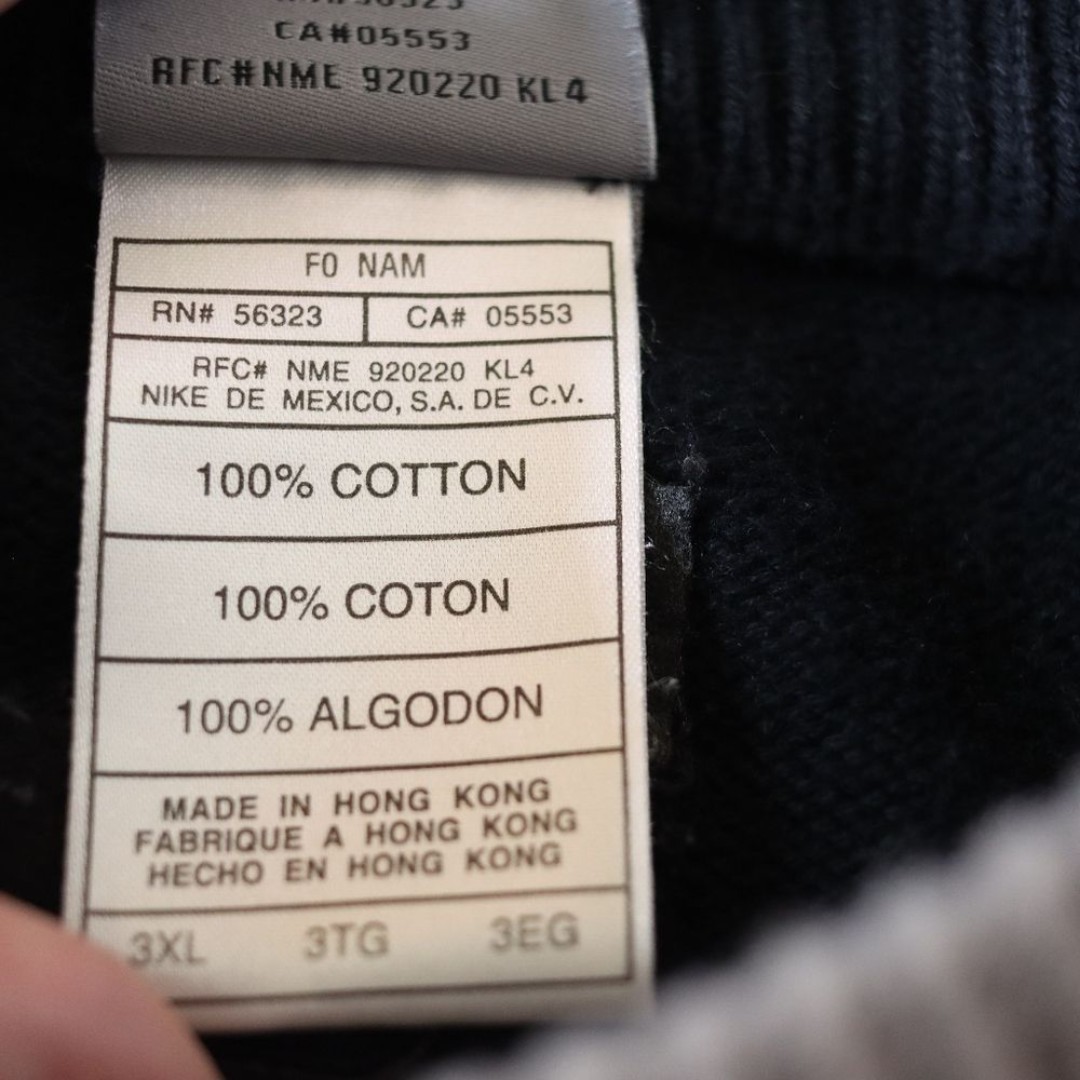 CA#05553
RFC#NME 920220 KL4
F0 NAM
RN# 56323 CA# 05553
RFC# NME 920220 KL4
NIKE DE MEXICO, S.A. DE C.V.
100% COTTON
100% COTON
100% ALGODON
MADE IN HONG KONG
FABRIQUE A HONG KONG
HECHO EN HONG KONG
3XL 3TG 3EG